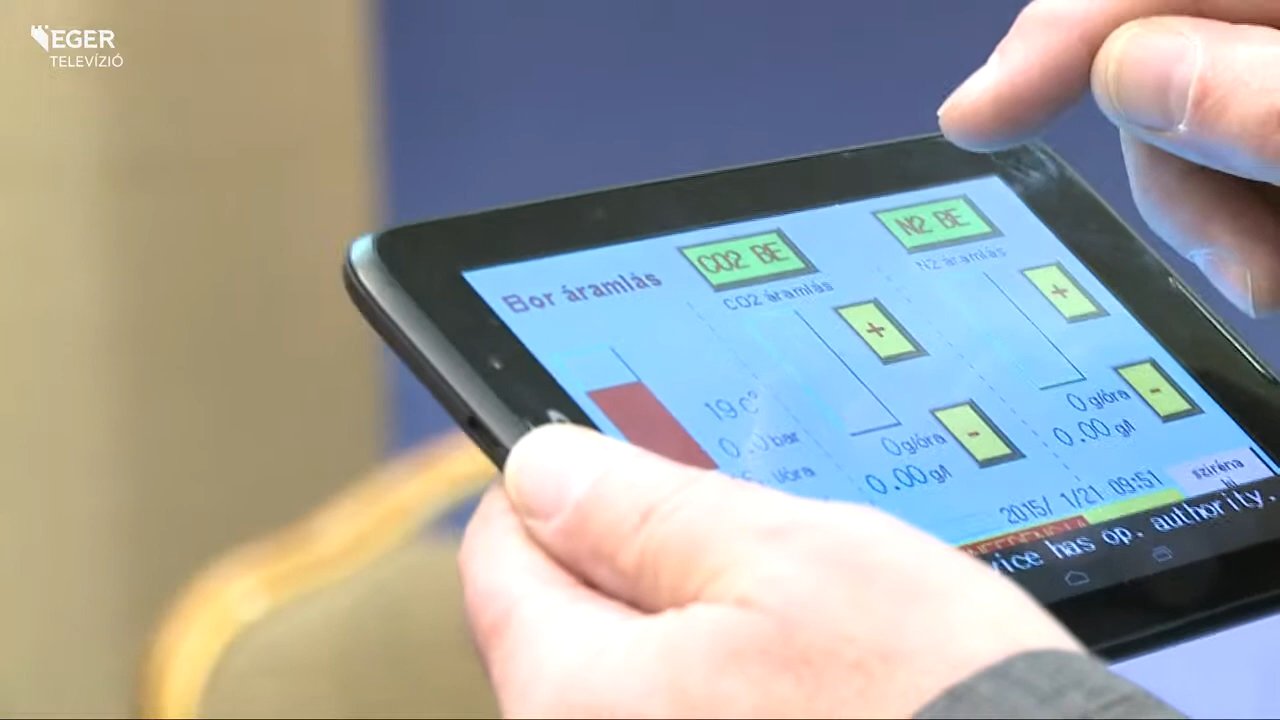 EGER
TELEVÍZIÓ
CO2 BE
N2 BE
Bor áramlás
CO2 áramlás
N2 áramlás
+
+
19 C°
bar
l/óra
-
-
0 g/óra
0.00 g/l
0 g/óra
0.00 g/l
2015/ 1/21 09:51
sziréna
has op. authority.